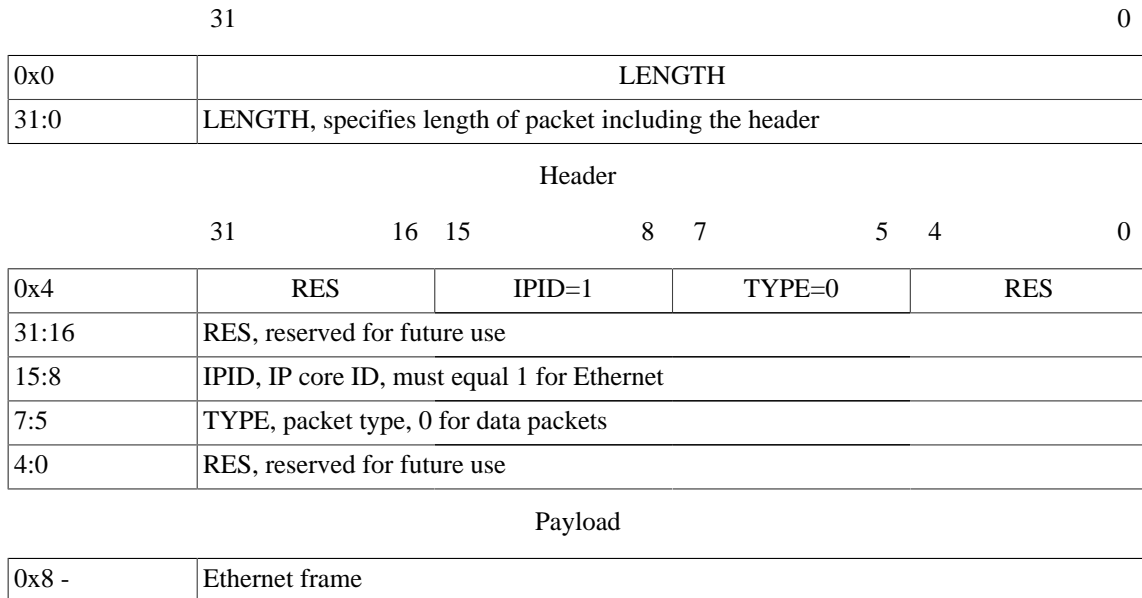 31 0
0x0 LENGTH
31:0 LENGTH, specifies length of packet including the header
Header
31 16 15 8 7 5 4 0
0x4 RES IPID=1 TYPE=0 RES
31:16 RES, reserved for future use
15:8 IPID, IP core ID, must equal 1 for Ethernet
7:5 TYPE, packet type, 0 for data packets
4:0 RES, reserved for future use
Payload
0x8 - Ethernet frame